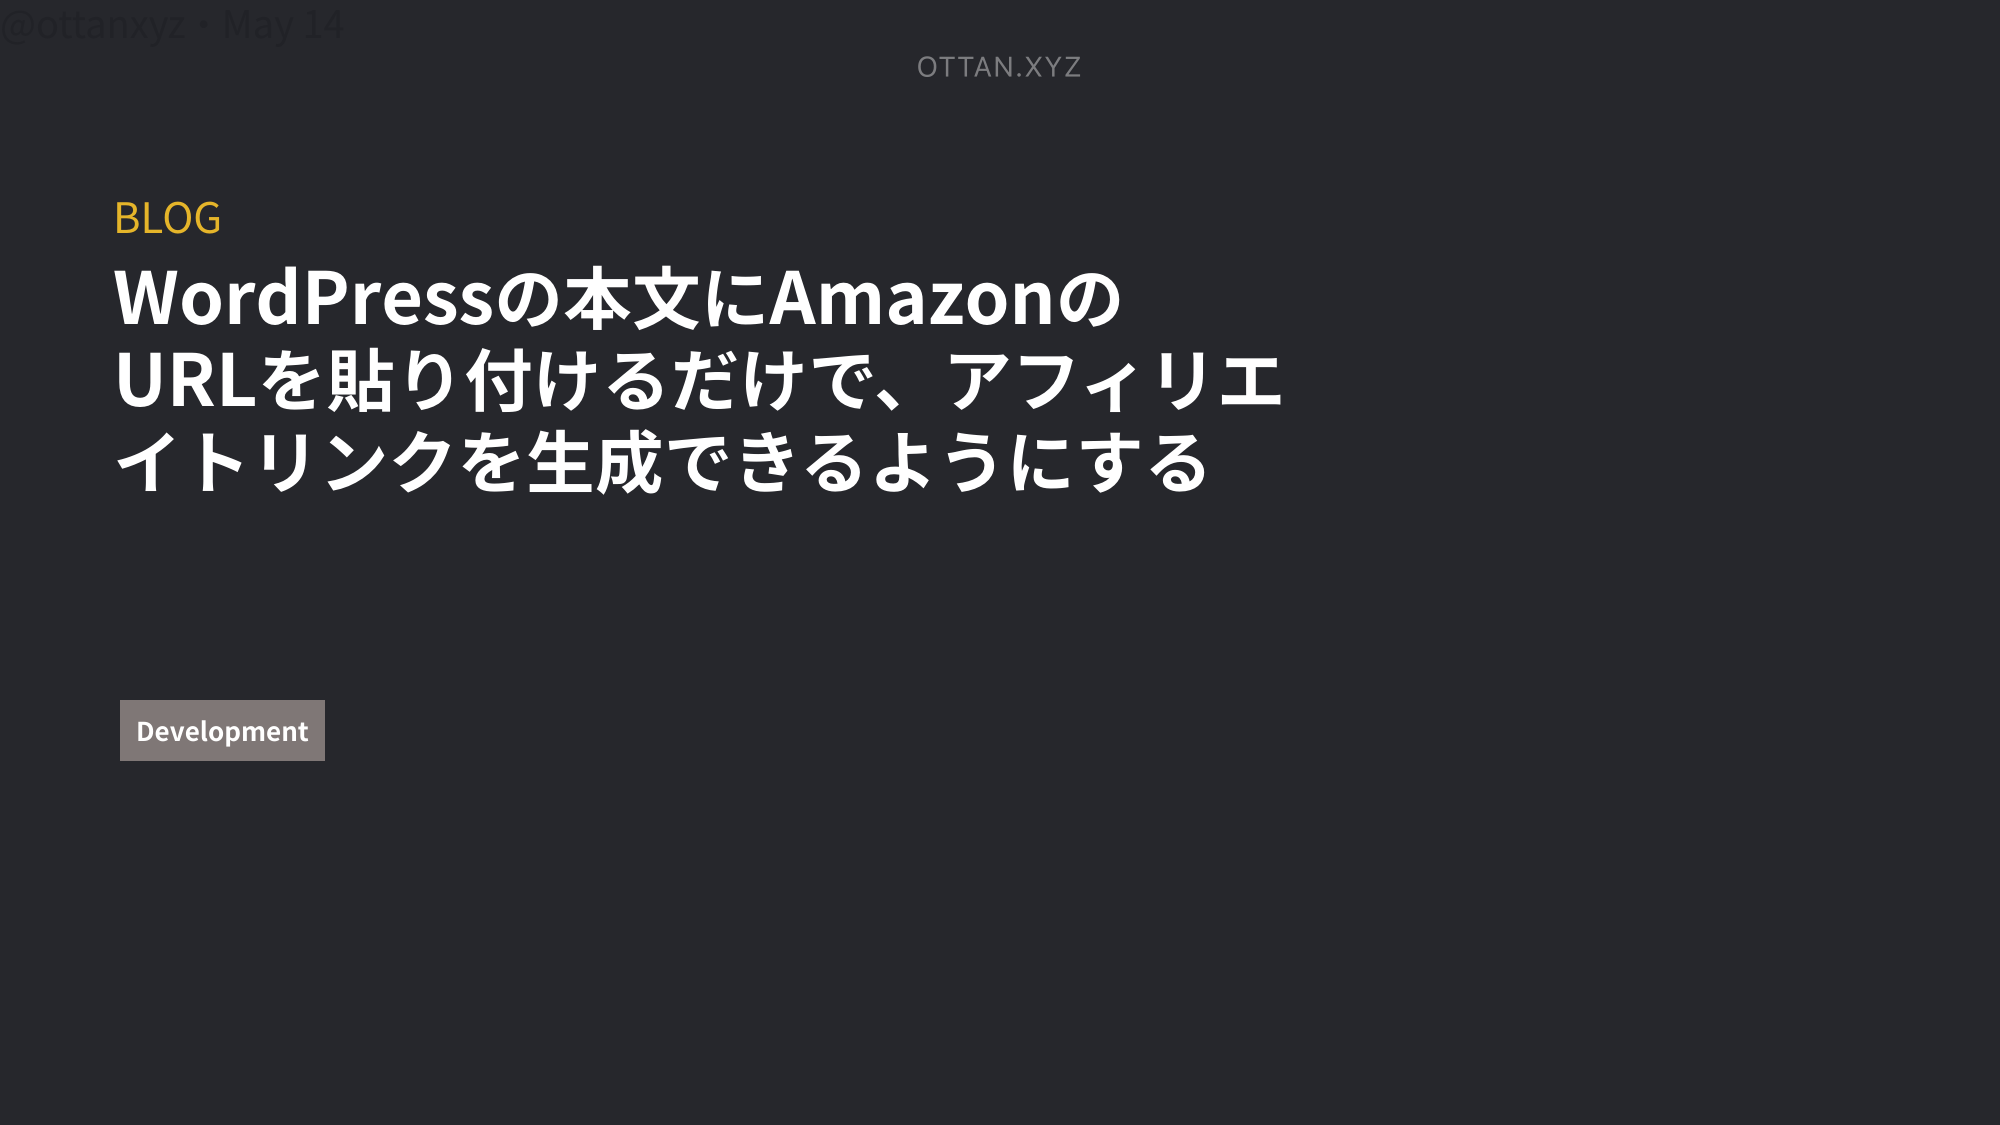 @ottanxyz・May 14
OTTAN.XYZ
BLOG
WordPressの本文にAmazonの
URLを貼り付けるだけで、アフィリエ
イトリンクを生成できるようにする
Development